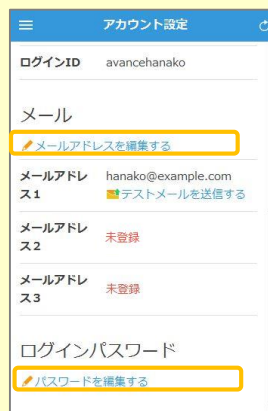 アカウント設定
ログインID avancehanako
メール
メールアドレスを編集する
メールアドレ hanako@example.com
ス1 テストメールを送信する
メールアドレ
ス2 未登録
メールアドレ
ス3 未登録
ログインパスワード
パスワードを編集する